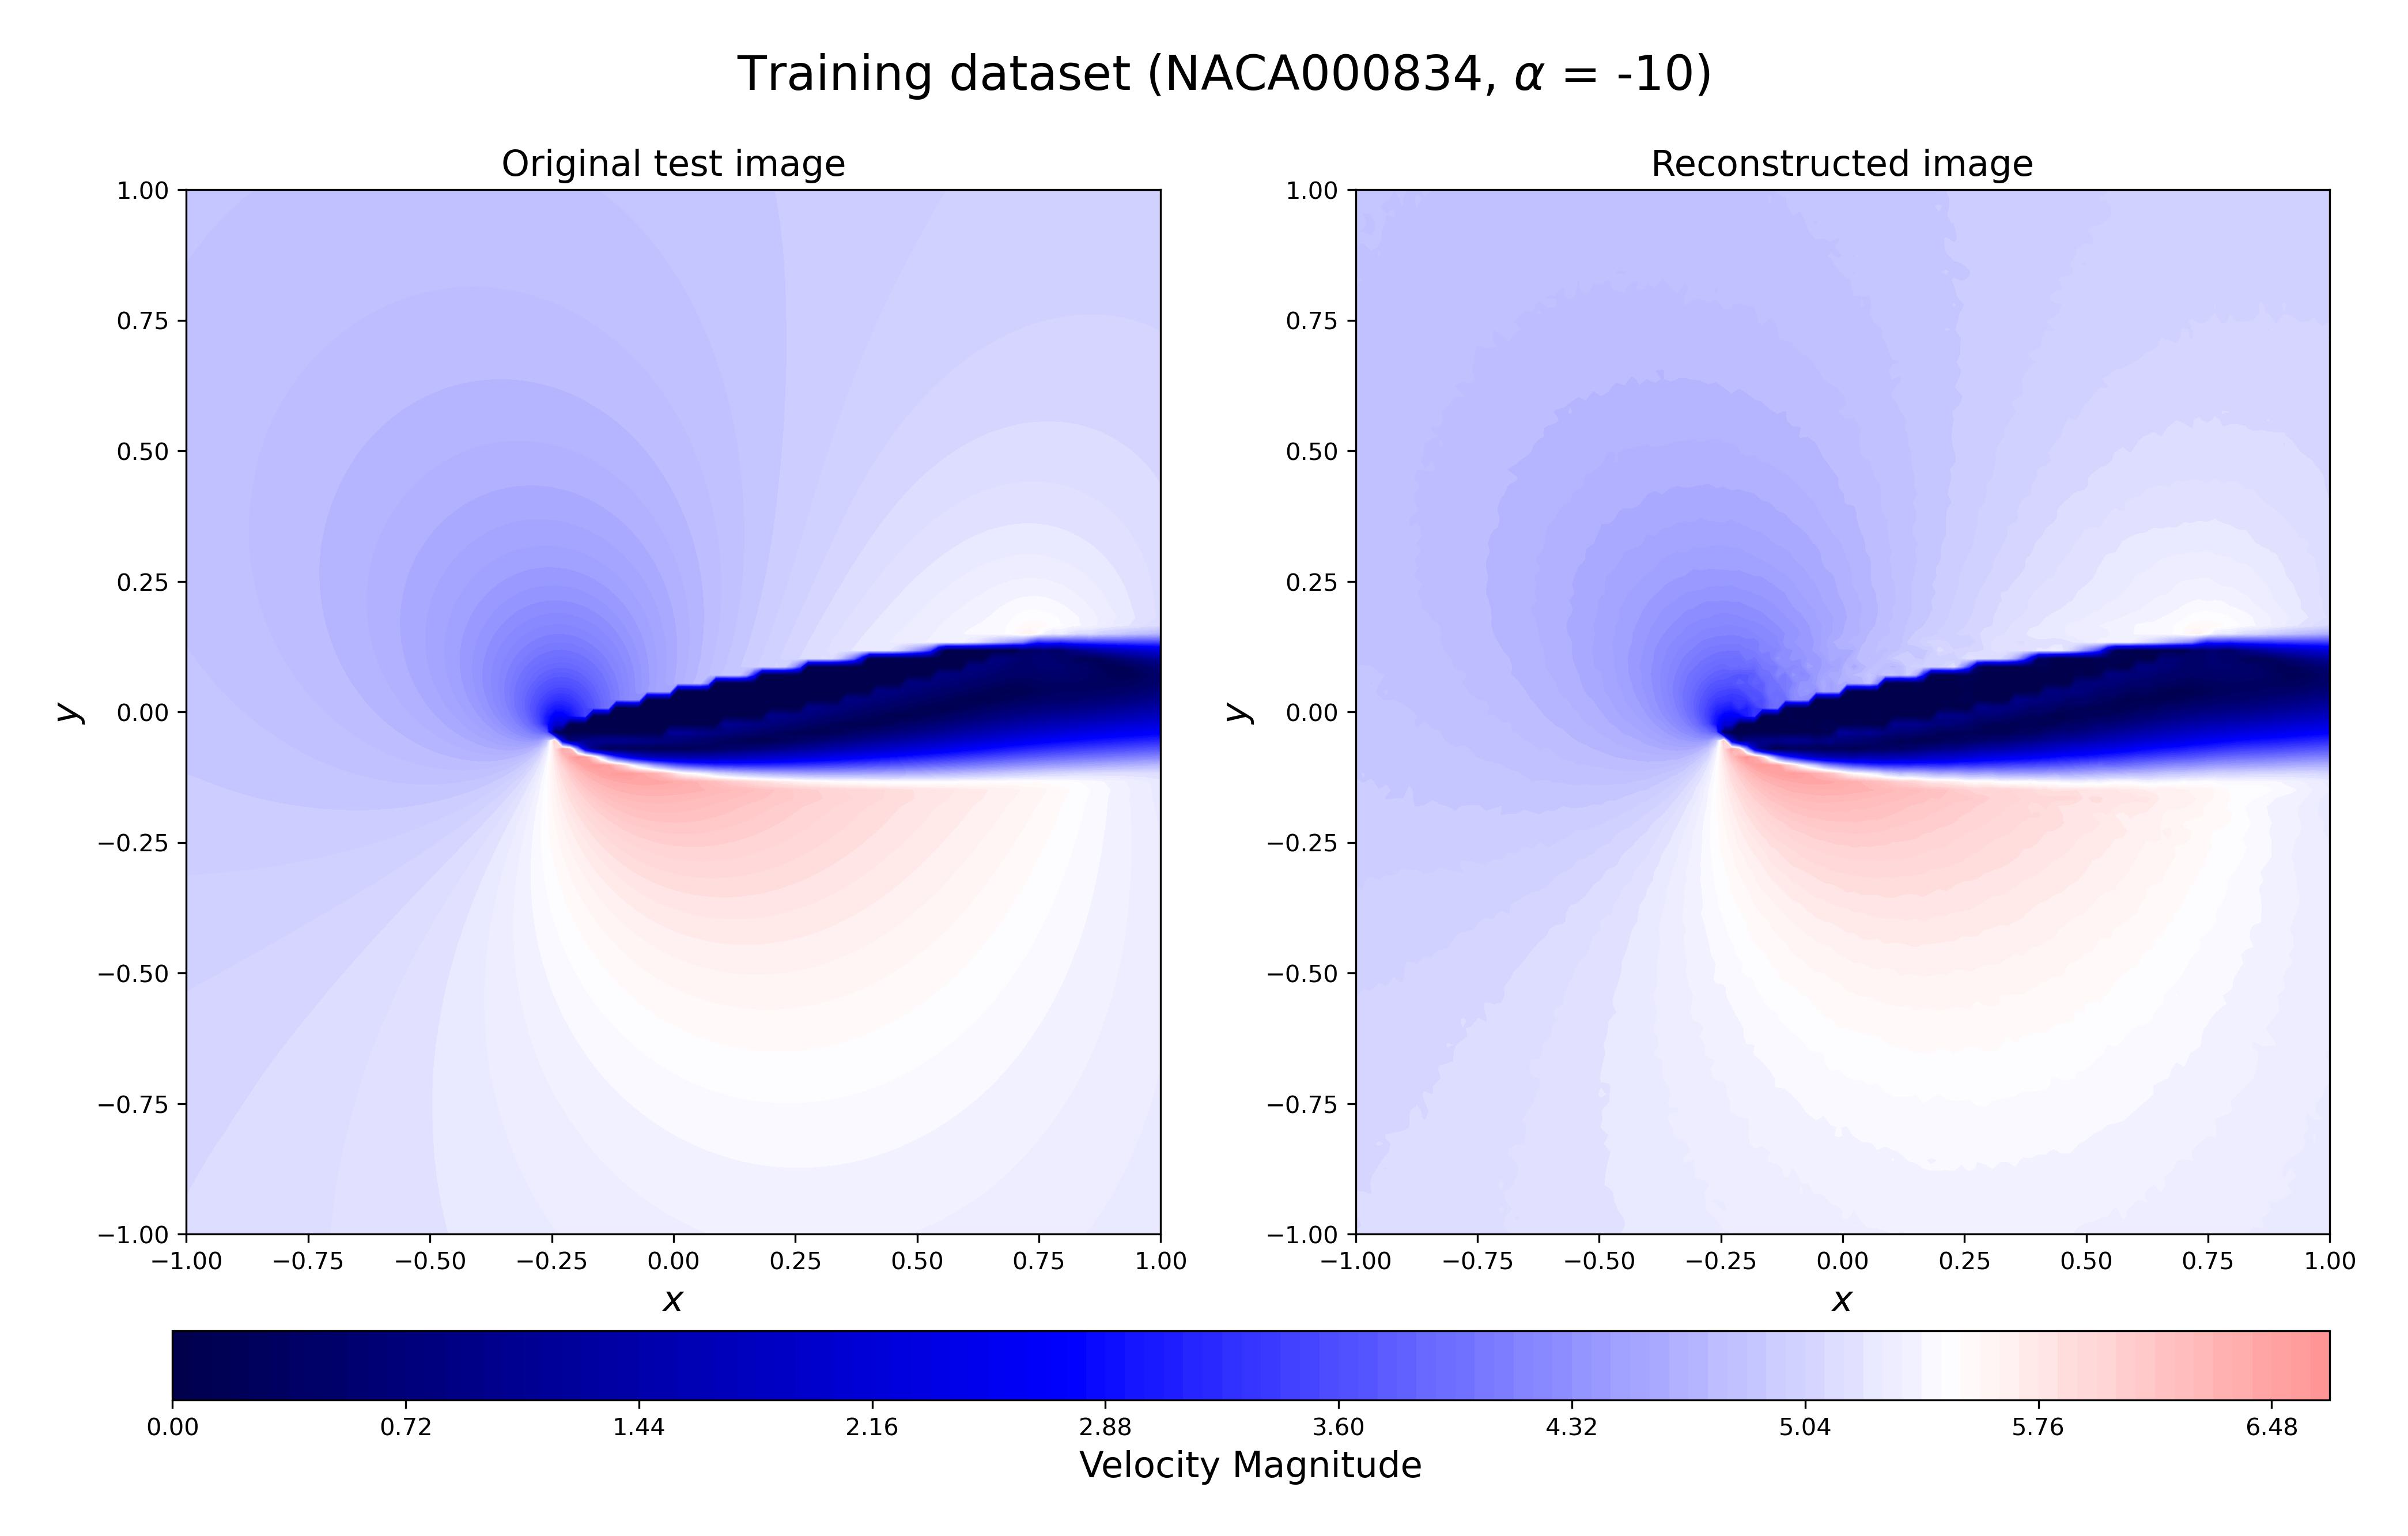 Training dataset (NACA000834, α = -10)
Original test image
Reconstructed image
1.00
0.75
0.50
0.25
0.00
−0.25
−0.50
−0.75
−1.00
y
−1.00 −0.75 −0.50 −0.25 0.00 0.25 0.50 0.75 1.00
x
1.00
0.75
0.50
0.25
0.00
−0.25
−0.50
−0.75
−1.00
y
−1.00 −0.75 −0.50 −0.25 0.00 0.25 0.50 0.75 1.00
x
0.00 0.72 1.44 2.16 2.88 3.60 4.32 5.04 5.76 6.48
Velocity Magnitude